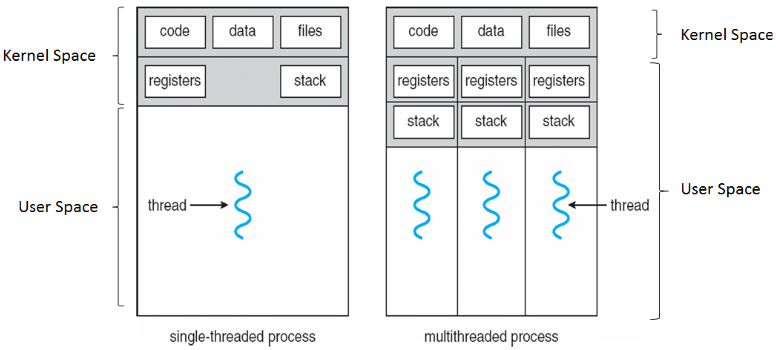 Kernel Space
code data files
registers stack
User Space
thread
single-threaded process
code data files
Kernel Space
registers registers registers
stack stack stack
User Space
thread
multithreaded process